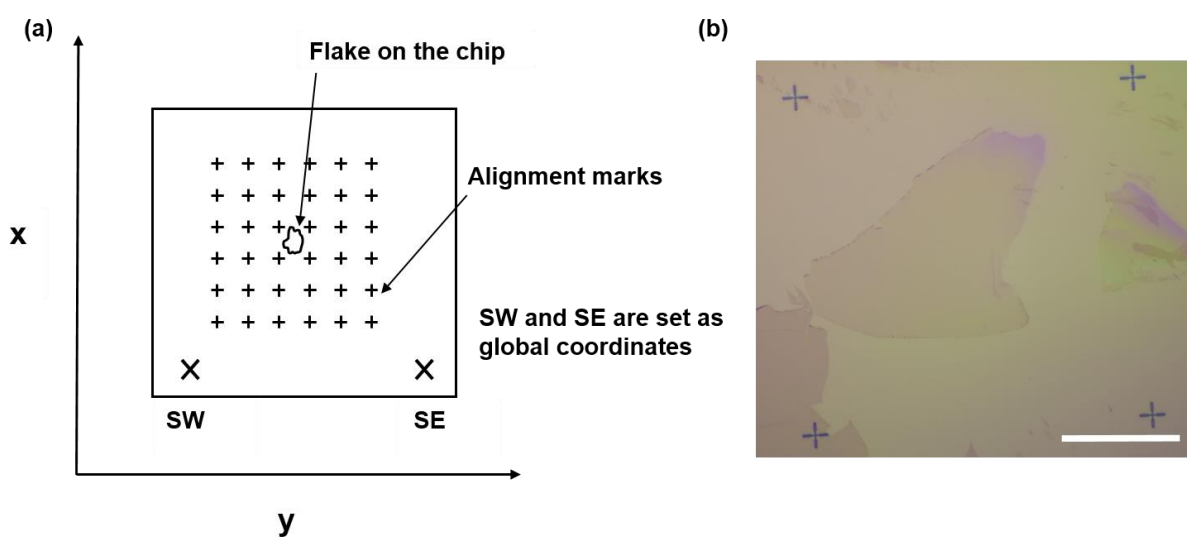 (a)
Flake on the chip
Alignment marks
x
SW and SE are set as
global coordinates
SW
SE
y
(b)